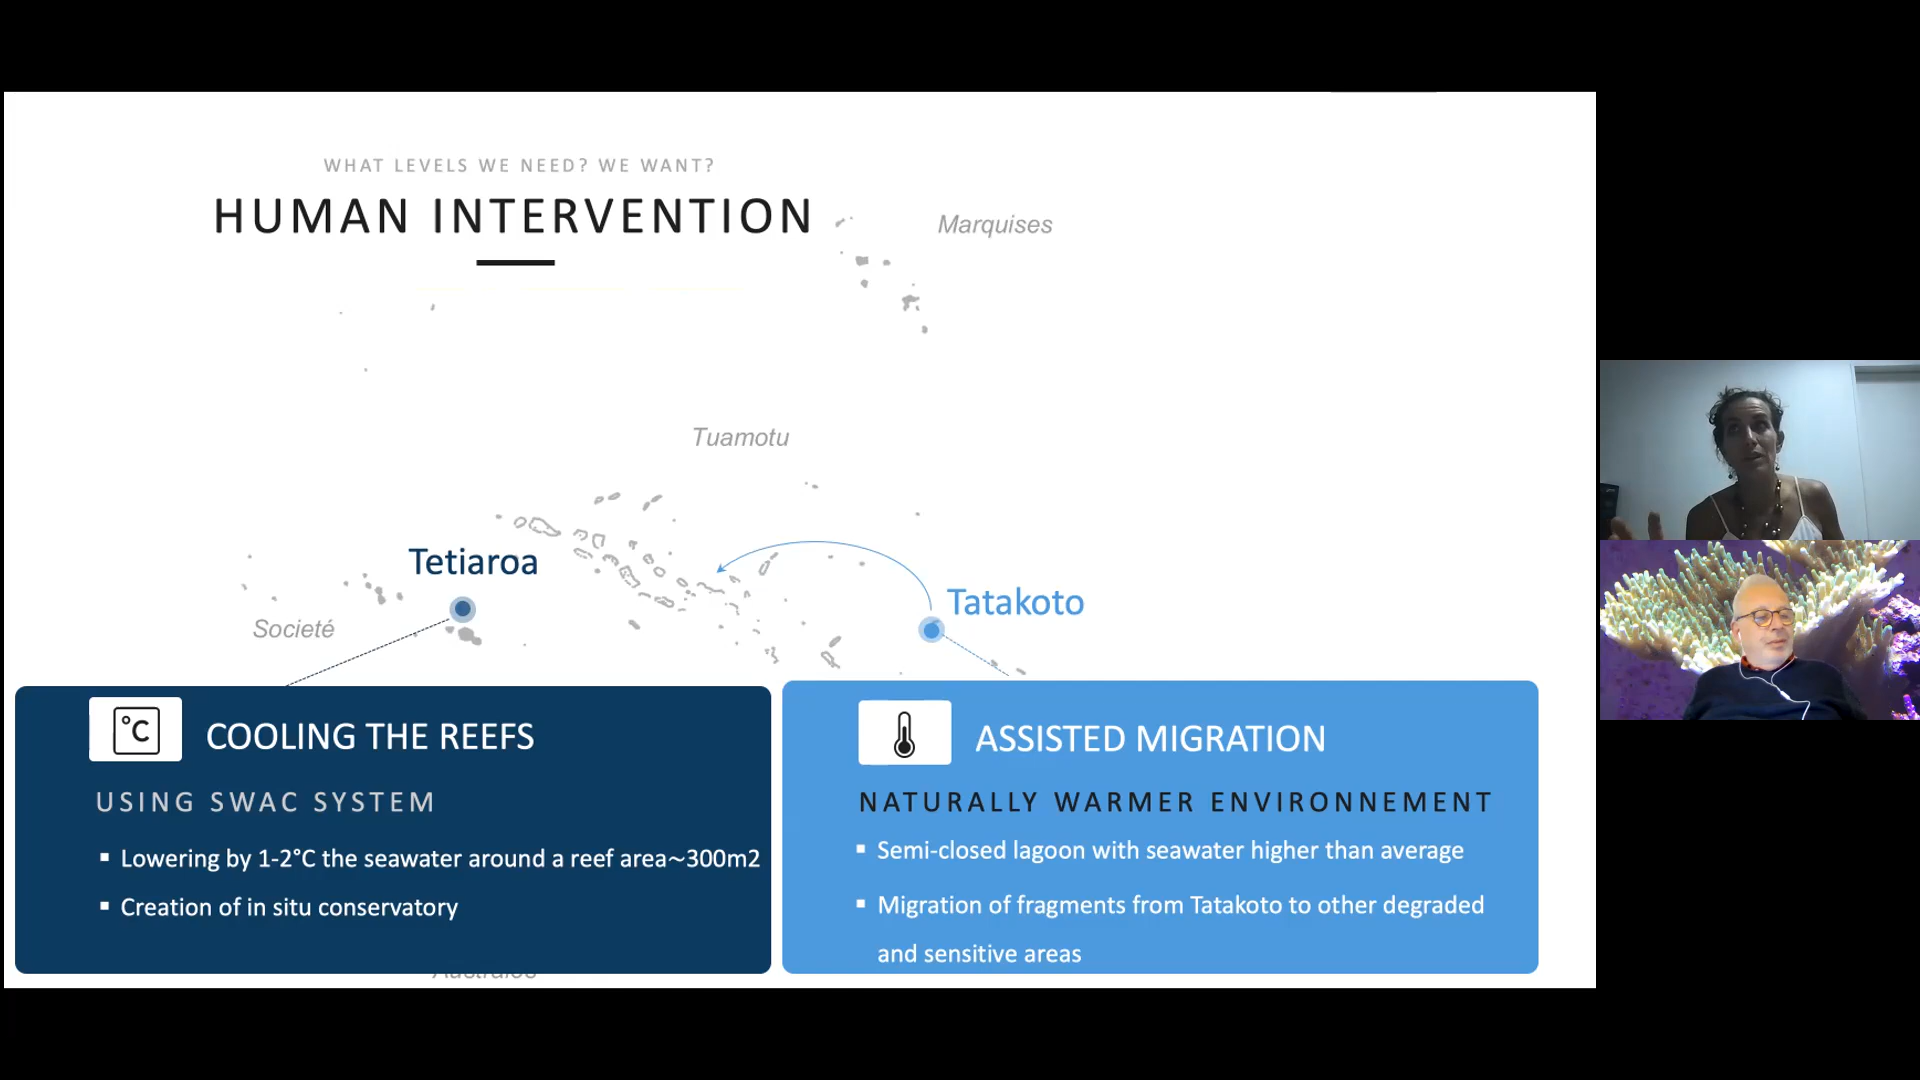 WHAT LEVELS WE NEED? WE WANT?
HUMAN INTERVENTION
Marquises
Tuamotu
Tetiaroa
Tatakoto
Societé
°C
COOLING THE REEFS
USING SWAC SYSTEM
▪ Lowering by 1-2°C the seawater around a reef area~300m2
▪ Creation of in situ conservatory
ASSISTED MIGRATION
NATURALLY WARMER ENVIRONNEMENT
▪ Semi-closed lagoon with seawater higher than average
▪ Migration of fragments from Tatakoto to other degraded
and sensitive areas